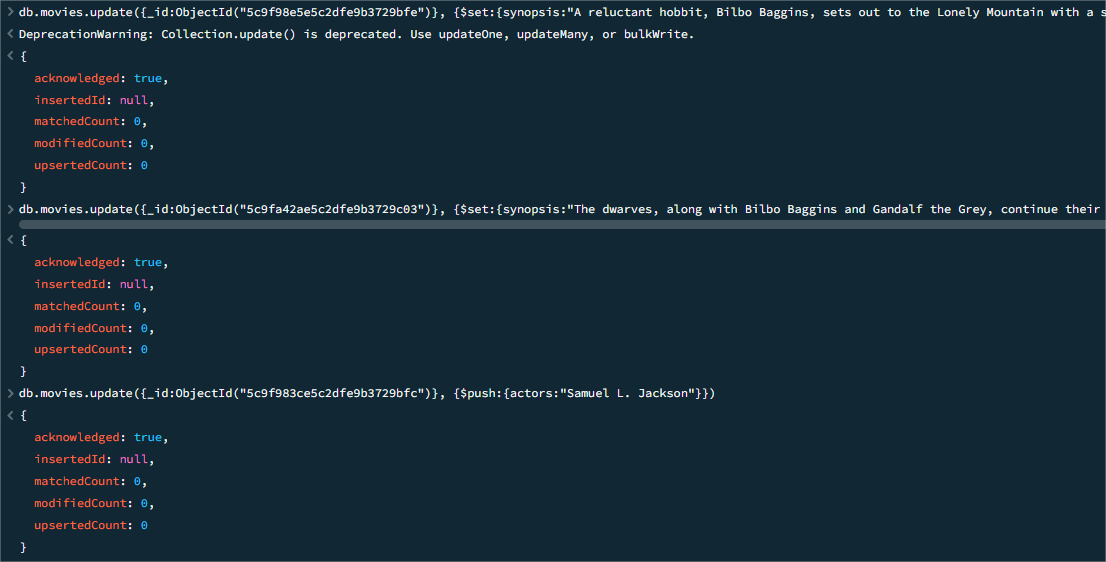 db.movies.update({_id:ObjectId("5c9f98e5e5c2dfe9b3729bfe")}, {$set:{synopsis:"A reluctant hobbit, Bilbo Baggins, sets out to the Lonely Mountain with a s
DeprecationWarning: Collection.update() is deprecated. Use updateOne, updateMany, or bulkWrite.
{
acknowledged: true,
insertedId: null,
matchedCount: 0,
modifiedCount: 0,
upsertedCount: 0
}
db.movies.update({_id:ObjectId("5c9fa42ae5c2dfe9b3729c03")}, {$set:{synopsis:"The dwarves, along with Bilbo Baggins and Gandalf the Grey, continue their
{
acknowledged: true,
insertedId: null,
matchedCount: 0,
modifiedCount: 0,
upsertedCount: 0
}
db.movies.update({_id:ObjectId("5c9f983ce5c2dfe9b3729bfc")}, {$push:{actors:"Samuel L. Jackson"}})
{
acknowledged: true,
insertedId: null,
matchedCount: 0,
modifiedCount: 0,
upsertedCount: 0
}